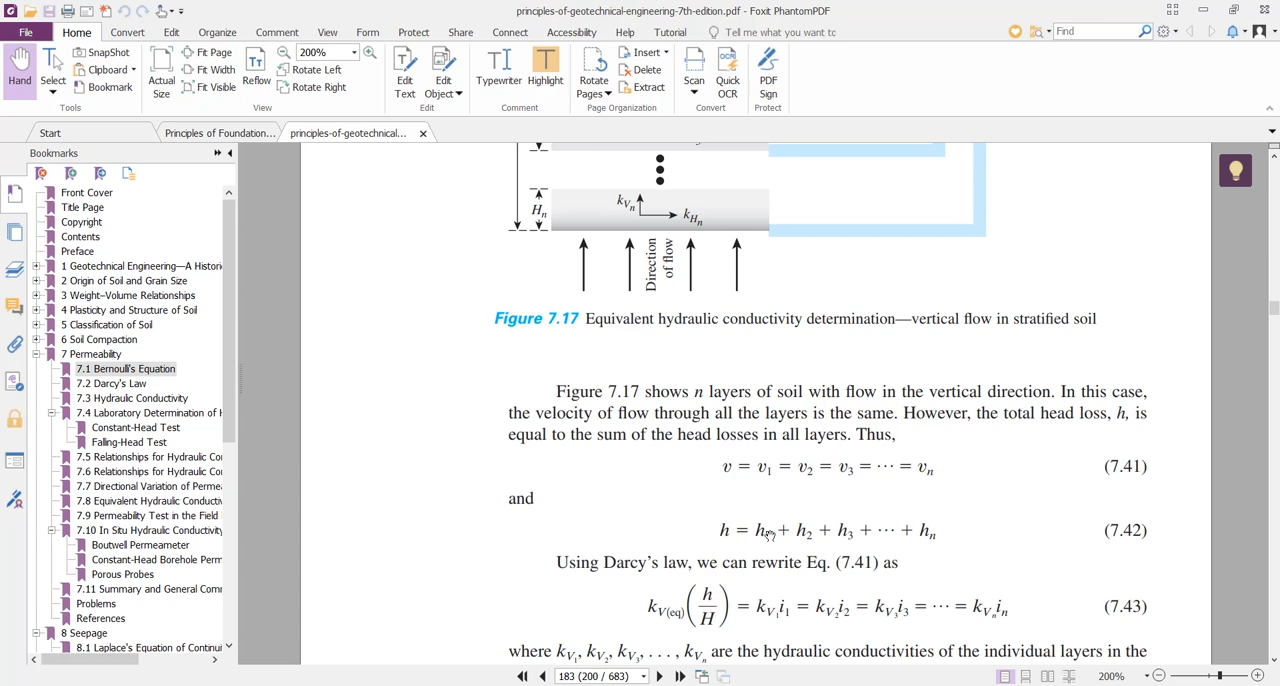 principles-of-geotechnical-engineering-7th-edition.pdf - Foxit PhantomPDF
File Home Convert Edit Organize Comment View Form Protect Share Connect Accessibility Help Tutorial Tell me what you want tc Find
Hand Select SnapShot Clipboard Bookmark
Actual Size Fit Page Fit Width Fit Visible Reflow 200% Rotate Left Rotate Right
Edit Text Edit Object Typewriter Highlight Rotate Pages Insert Delete Extract Scan Quick OCR PDF Sign
Tools View Edit Comment Page Organization Convert Protect
Start Principles of Foundation... principles-of-geotechnical...
Bookmarks
Front Cover
Title Page
Copyright
Contents
Preface
1 Geotechnical Engineering—A Histori
2 Origin of Soil and Grain Size
3 Weight–Volume Relationships
4 Plasticity and Structure of Soil
5 Classification of Soil
6 Soil Compaction
7 Permeability
7.1 Bernoulli's Equation
7.2 Darcy's Law
7.3 Hydraulic Conductivity
7.4 Laboratory Determination of H
Constant-Head Test
Falling-Head Test
7.5 Relationships for Hydraulic Co
7.6 Relationships for Hydraulic Co
7.7 Directional Variation of Permea
7.8 Equivalent Hydraulic Conducti
7.9 Permeability Test in the Field
7.10 In Situ Hydraulic Conductivity
Boutwell Permeameter
Constant-Head Borehole Perm
Porous Probes
7.11 Summary and General Comm
Problems
References
8 Seepage
8.1 Laplace's Equation of Continui
Hₙ k_Vₙ k_Hₙ
Direction
of flow
Figure 7.17 Equivalent hydraulic conductivity determination—vertical flow in stratified soil
Figure 7.17 shows n layers of soil with flow in the vertical direction. In this case,
the velocity of flow through all the layers is the same. However, the total head loss, h, is
equal to the sum of the head losses in all layers. Thus,
v = v₁ = v₂ = v₃ = ··· = vₙ (7.41)
and
h = h₁ + h₂ + h₃ + ··· + hₙ (7.42)
Using Darcy's law, we can rewrite Eq. (7.41) as
k_V(eq) (h/H) = k_V₁i₁ = k_V₂i₂ = k_V₃i₃ = ··· = k_Vₙiₙ (7.43)
where k_V₁, k_V₂, k_V₃, . . . , k_Vₙ are the hydraulic conductivities of the individual layers in the
183 (200 / 683) 200%